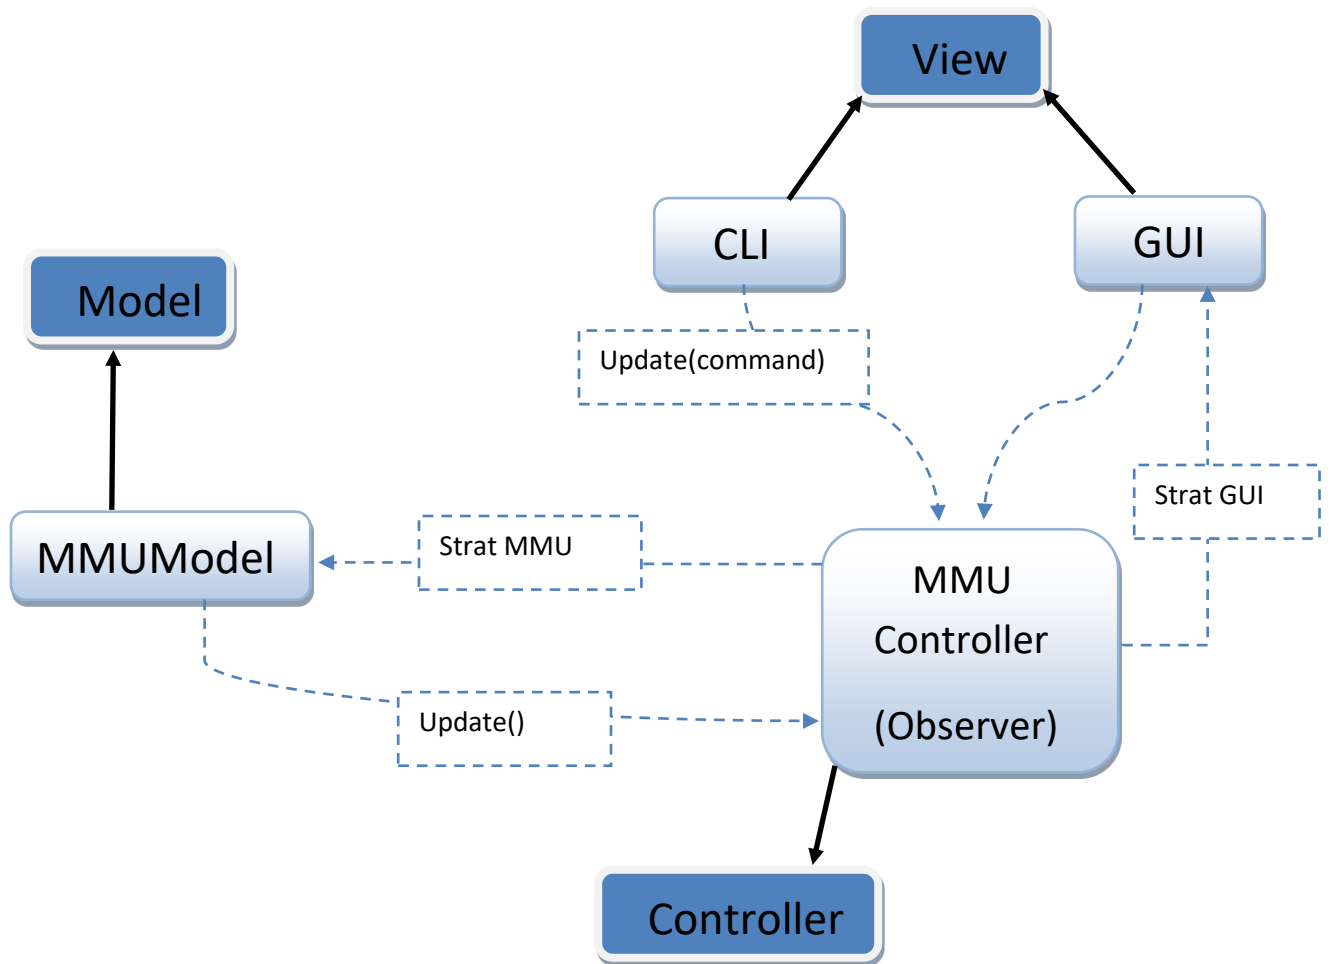 View
CLI
GUI
Model
Update(command)
Strat GUI
Strat MMU
MMUModel
MMU
Controller
(Observer)
Update()
Controller